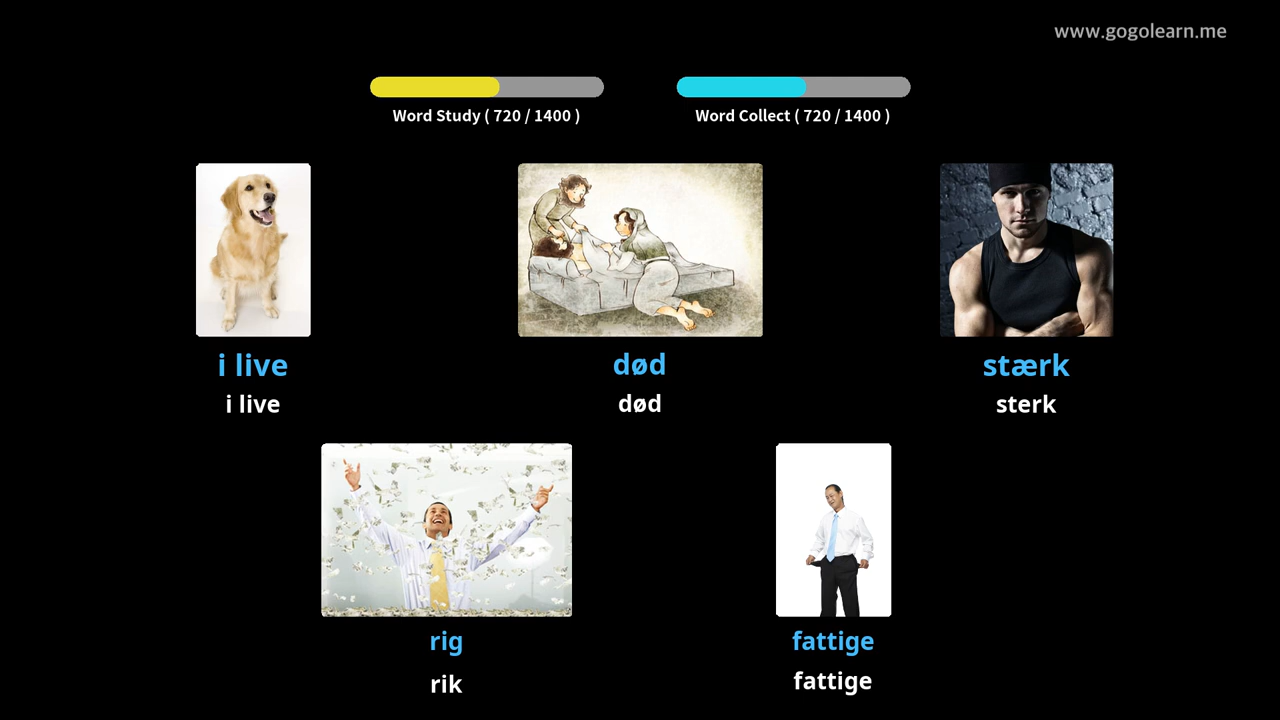 www.gogolearn.me
Word Study ( 720 / 1400 )
Word Collect ( 720 / 1400 )
i live
i live
død
død
stærk
sterk
rig
rik
fattige
fattige